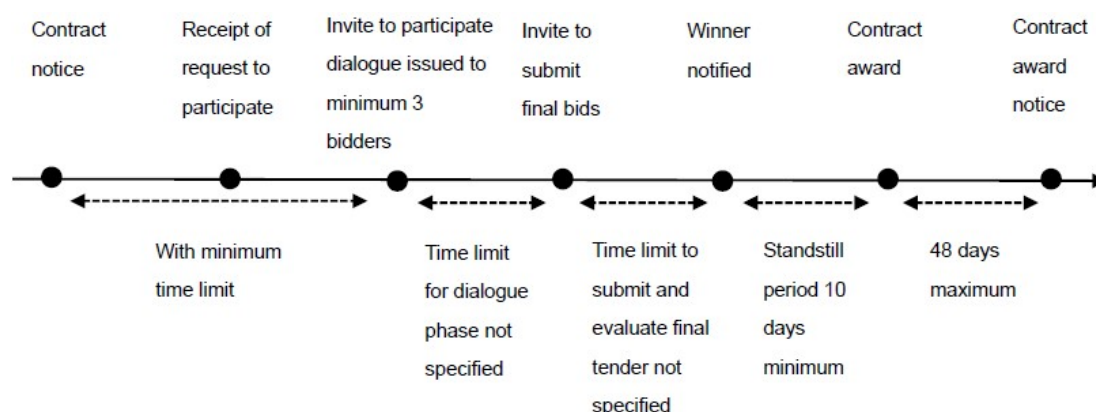 Contract
notice
Receipt of
request to
participate
Invite to participate
dialogue issued to
minimum 3
bidders
Invite to
submit
final bids
Winner
notified
Contract
award
Contract
award
notice
With minimum
time limit
Time limit
for dialogue
phase not
specified
Time limit to
submit and
evaluate final
tender not
specified
Standstill
period 10
days
minimum
48 days
maximum